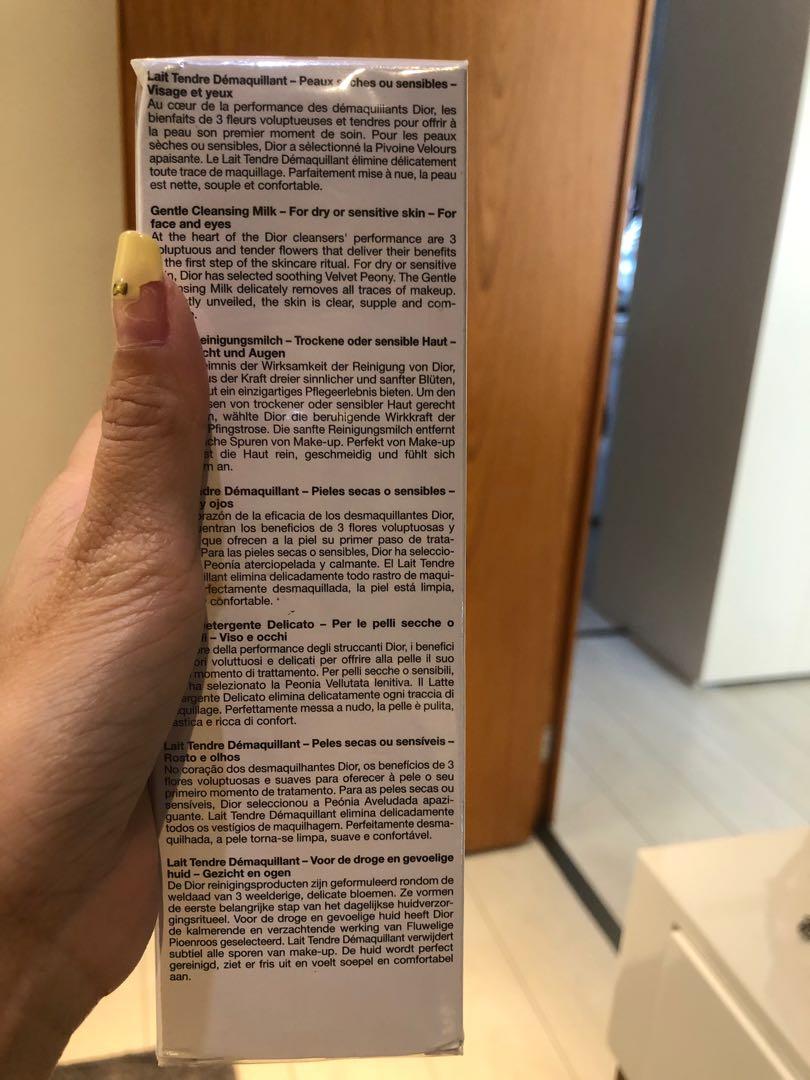 Lait Tendre Démaquillant – Peaux ou sensibles –
Visage et yeux
Au cœur de la performance des démaquillants Dior, les
bienfaits de 3 fleurs voluptueuses et tendres pour offrir à
la peau son premier moment de soin. Pour les peaux
sèches ou sensibles, Dior a sélectionné la Pivoine Velours
apaisante. Le Lait Tendre Démaquillant élimine délicatement
toute trace de maquillage. Parfaitement mise à nue, la peau
est nette, souple et confortable.
Gentle Cleansing Milk – For dry or sensitive skin – For
face and eyes
At the heart of the Dior cleansers' performance are 3
voluptuous and tender flowers that deliver their benefits
the first step of the skincare ritual. For dry or sensitive
Dior has selected soothing Velvet Peony. The Gentle
Milk delicately removes all traces of makeup.
unveiled, the skin is clear, supple and com-
einigungsmilch – Trockene oder sensible Haut –
und Augen
der Wirksamkeit der Reinigung von Dior,
der Kraft dreier sinnlicher und sanfter Blüten,
ein einzigartiges Pflegeerlebnis bieten. Um den
von trockener oder sensibler Haut gerecht
wählte Dior die beruhigende Wirkkraft der
Pfingstrose. Die sanfte Reinigungsmilch entfernt
Spuren von Make-up. Perfekt von Make-up
die Haut rein, geschmeidig und fühlt sich
an.
Démaquillant – Pieles secas o sensibles –
y ojos
de la eficacia de los desmaquillantes Dior,
los beneficios de 3 flores voluptuosas y
que ofrecen a la piel su primer paso de trata-
Para las pieles secas o sensibles, Dior ha seleccio-
Peonía aterciopelada y calmante. El Lait Tendre
elimina delicadamente todo rastro de maqui-
desmaquillada, la piel está limpia,
confortable.
Detergente Delicato – Per le pelli secche o
– Viso e occhi
della performance degli struccanti Dior, i benefici
voluttuosi e delicati per offrire alla pelle il suo
momento di trattamento. Per pelli secche o sensibili,
ha selezionato la Peonia Vellutata lenitiva. Il Latte
Delicato elimina delicatamente ogni traccia di
Perfettamente messa a nudo, la pelle è pulita,
e ricca di confort.
Lait Tendre Démaquillant – Peles secas ou sensíveis –
Rosto e olhos
No coração dos desmaquilhantes Dior, os benefícios de 3
flores voluptuosas e suaves para oferecer à pele o seu
primeiro momento de tratamento. Para as peles secas ou
sensíveis, Dior seleccionou a Peónia Aveludada apazi-
guante. Lait Tendre Démaquillant elimina delicadamente
todos os vestígios de maquilhagem. Perfeitamente desma-
quilhada, a pele torna-se limpa, suave e confortável.
Lait Tendre Démaquillant – Voor de droge en gevoelige
huid – Gezicht en ogen
De Dior reinigingsproducten zijn geformuleerd rondom de
weldaad van 3 weelderige, delicate bloemen. Ze vormen
de eerste belangrijke stap van het dagelijkse huidverzor-
gingsritueel. Voor de droge en gevoelige huid heeft Dior
de kalmerende en verzachtende werking van Fluwelige
Pioenroos geselecteerd. Lait Tendre Démaquillant verwijdert
subtiel alle sporen van make-up. De huid wordt perfect
gereinigd, ziet er fris uit en voelt soepel en comfortabel
aan.